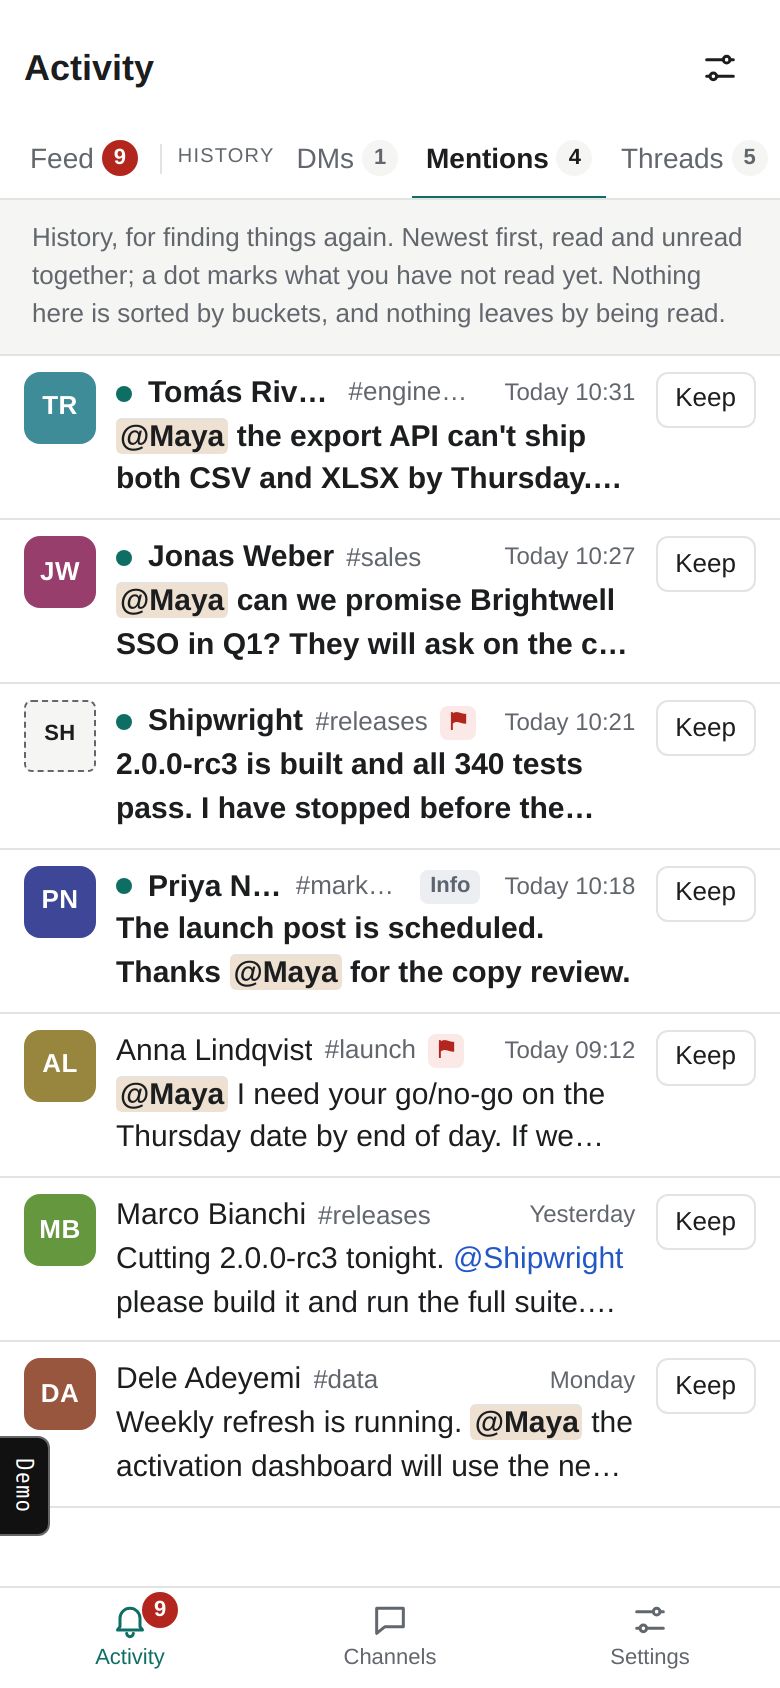 Activity
Feed 9 HISTORY DMs 1 Mentions 4 Threads 5
History, for finding things again. Newest first, read and unread
together; a dot marks what you have not read yet. Nothing
here is sorted by buckets, and nothing leaves by being read.
TR Tomás Riv… #engine… Today 10:31 Keep
@Maya the export API can't ship
both CSV and XLSX by Thursday.…
JW Jonas Weber #sales Today 10:27 Keep
@Maya can we promise Brightwell
SSO in Q1? They will ask on the c…
SH Shipwright #releases Today 10:21 Keep
2.0.0-rc3 is built and all 340 tests
pass. I have stopped before the…
PN Priya N… #mark… Info Today 10:18 Keep
The launch post is scheduled.
Thanks @Maya for the copy review.
AL Anna Lindqvist #launch Today 09:12 Keep
@Maya I need your go/no-go on the
Thursday date by end of day. If we…
MB Marco Bianchi #releases Yesterday Keep
Cutting 2.0.0-rc3 tonight. @Shipwright
please build it and run the full suite.…
DA Dele Adeyemi #data Monday Keep
Weekly refresh is running. @Maya the
activation dashboard will use the ne…
Demo
9
Activity Channels Settings